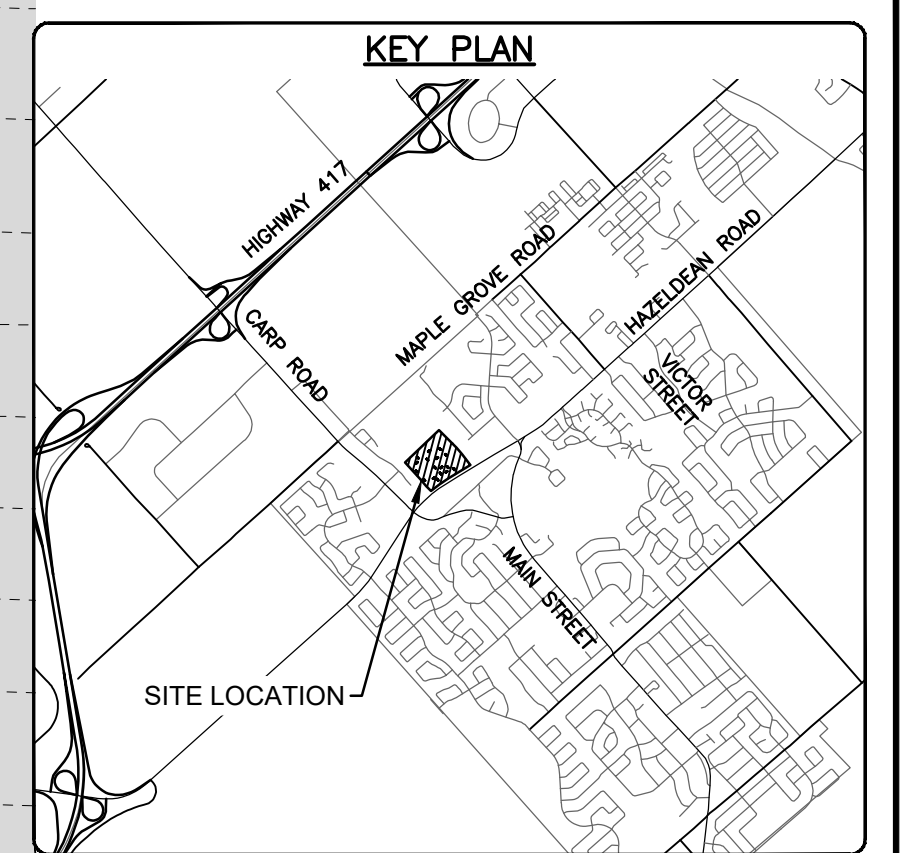 KEY PLAN
HIGHWAY 417
MAPLE GROVE ROAD
HAZELDEAN ROAD
CARP ROAD
VICTOR
STREET
MAIN STREET
SITE LOCATION